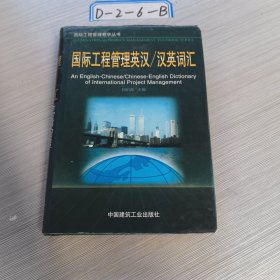 D-2-6-B
国际工程管理教学丛书
国际工程管理英汉/汉英词汇
An English-Chinese/Chinese-English Dictionary
of International Project Management
主编
中国建筑工业出版社